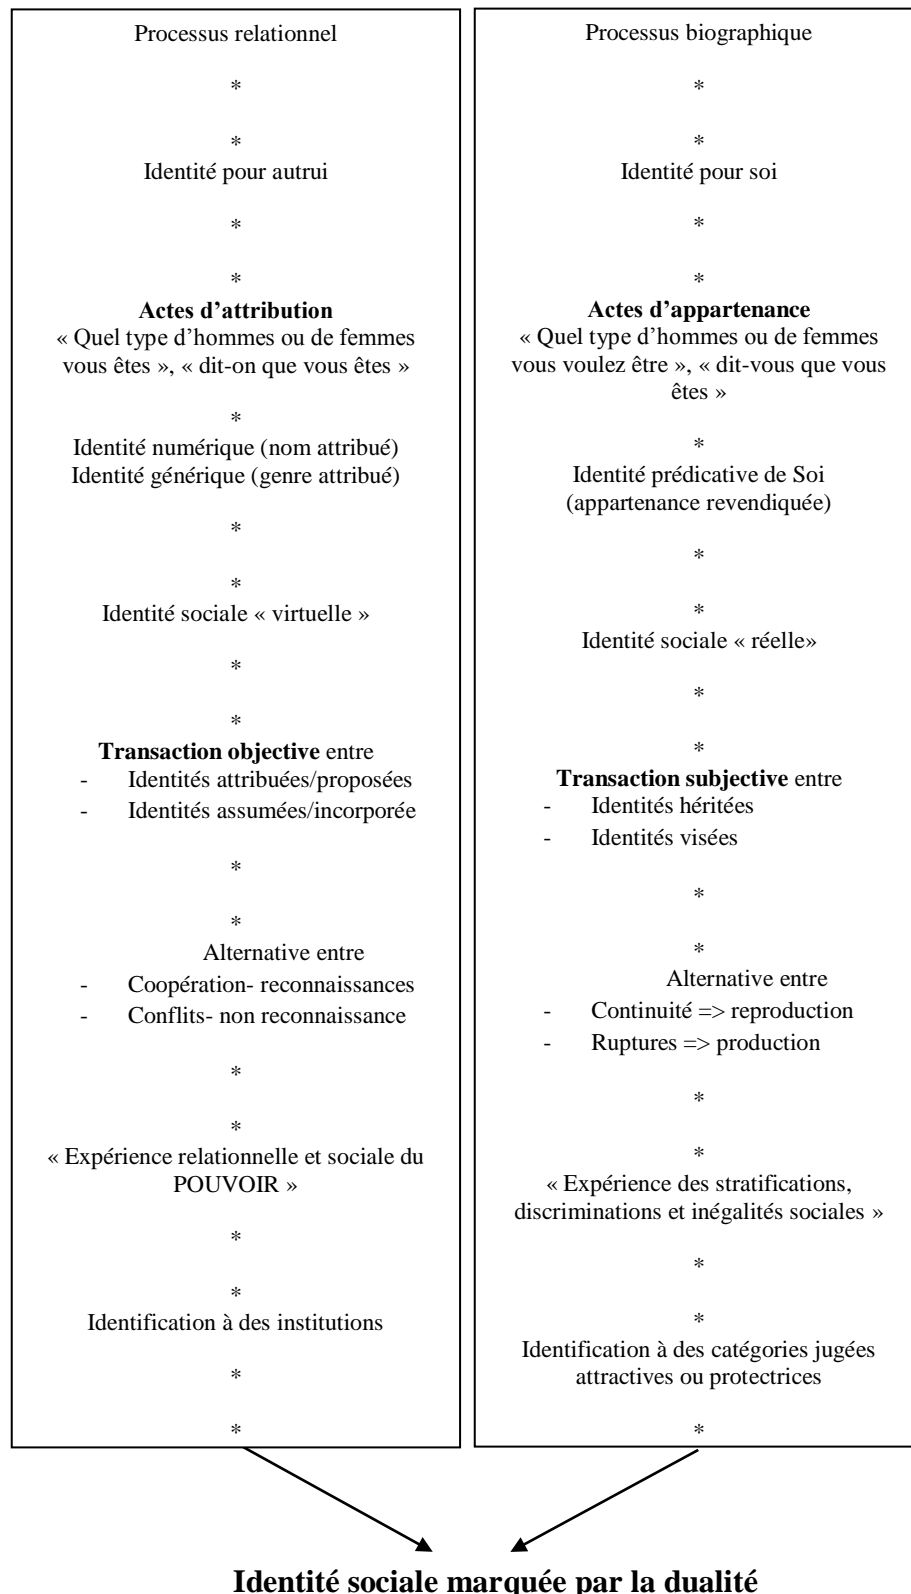 Processus relationnel
*
*
Identité pour autrui
*
*
Actes d’attribution
« Quel type d’hommes ou de femmes
vous êtes », « dit-on que vous êtes »
*
Identité numérique (nom attribué)
Identité générique (genre attribué)
*
*
Identité sociale « virtuelle »
*
*
Transaction objective entre
- Identités attribuées/proposées
- Identités assumées/incorporée
*
*
Alternative entre
- Coopération- reconnaissances
- Conflits- non reconnaissance
*
*
« Expérience relationnelle et sociale du
POUVOIR »
*
*
Identification à des institutions
*
*
Processus biographique
*
*
Identité pour soi
*
*
Actes d’appartenance
« Quel type d’hommes ou de femmes
vous voulez être », « dit-vous que vous
êtes »
*
Identité prédicative de Soi
(appartenance revendiquée)
*
*
Identité sociale « réelle»
*
*
Transaction subjective entre
- Identités héritées
- Identités visées
*
*
Alternative entre
- Continuité => reproduction
- Ruptures => production
*
*
« Expérience des stratifications,
discriminations et inégalités sociales »
*
*
Identification à des catégories jugées
attractives ou protectrices
*
Identité sociale marquée par la dualité